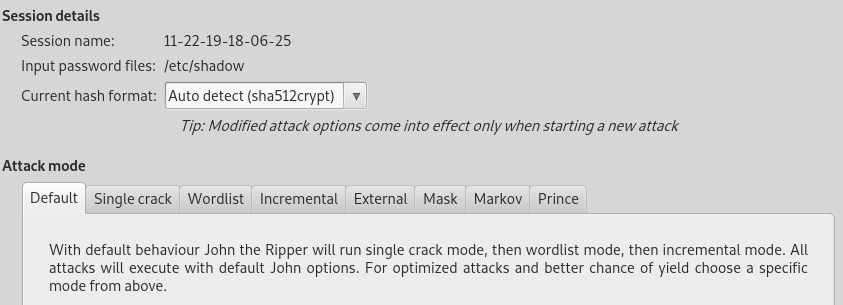 Session details
Session name: 11-22-19-18-06-25
Input password files: /etc/shadow
Current hash format: Auto detect (sha512crypt)
Tip: Modified attack options come into effect only when starting a new attack
Attack mode
Default Single crack Wordlist Incremental External Mask Markov Prince
With default behaviour John the Ripper will run single crack mode, then wordlist mode, then incremental mode. All
attacks will execute with default John options. For optimized attacks and better chance of yield choose a specific
mode from above.